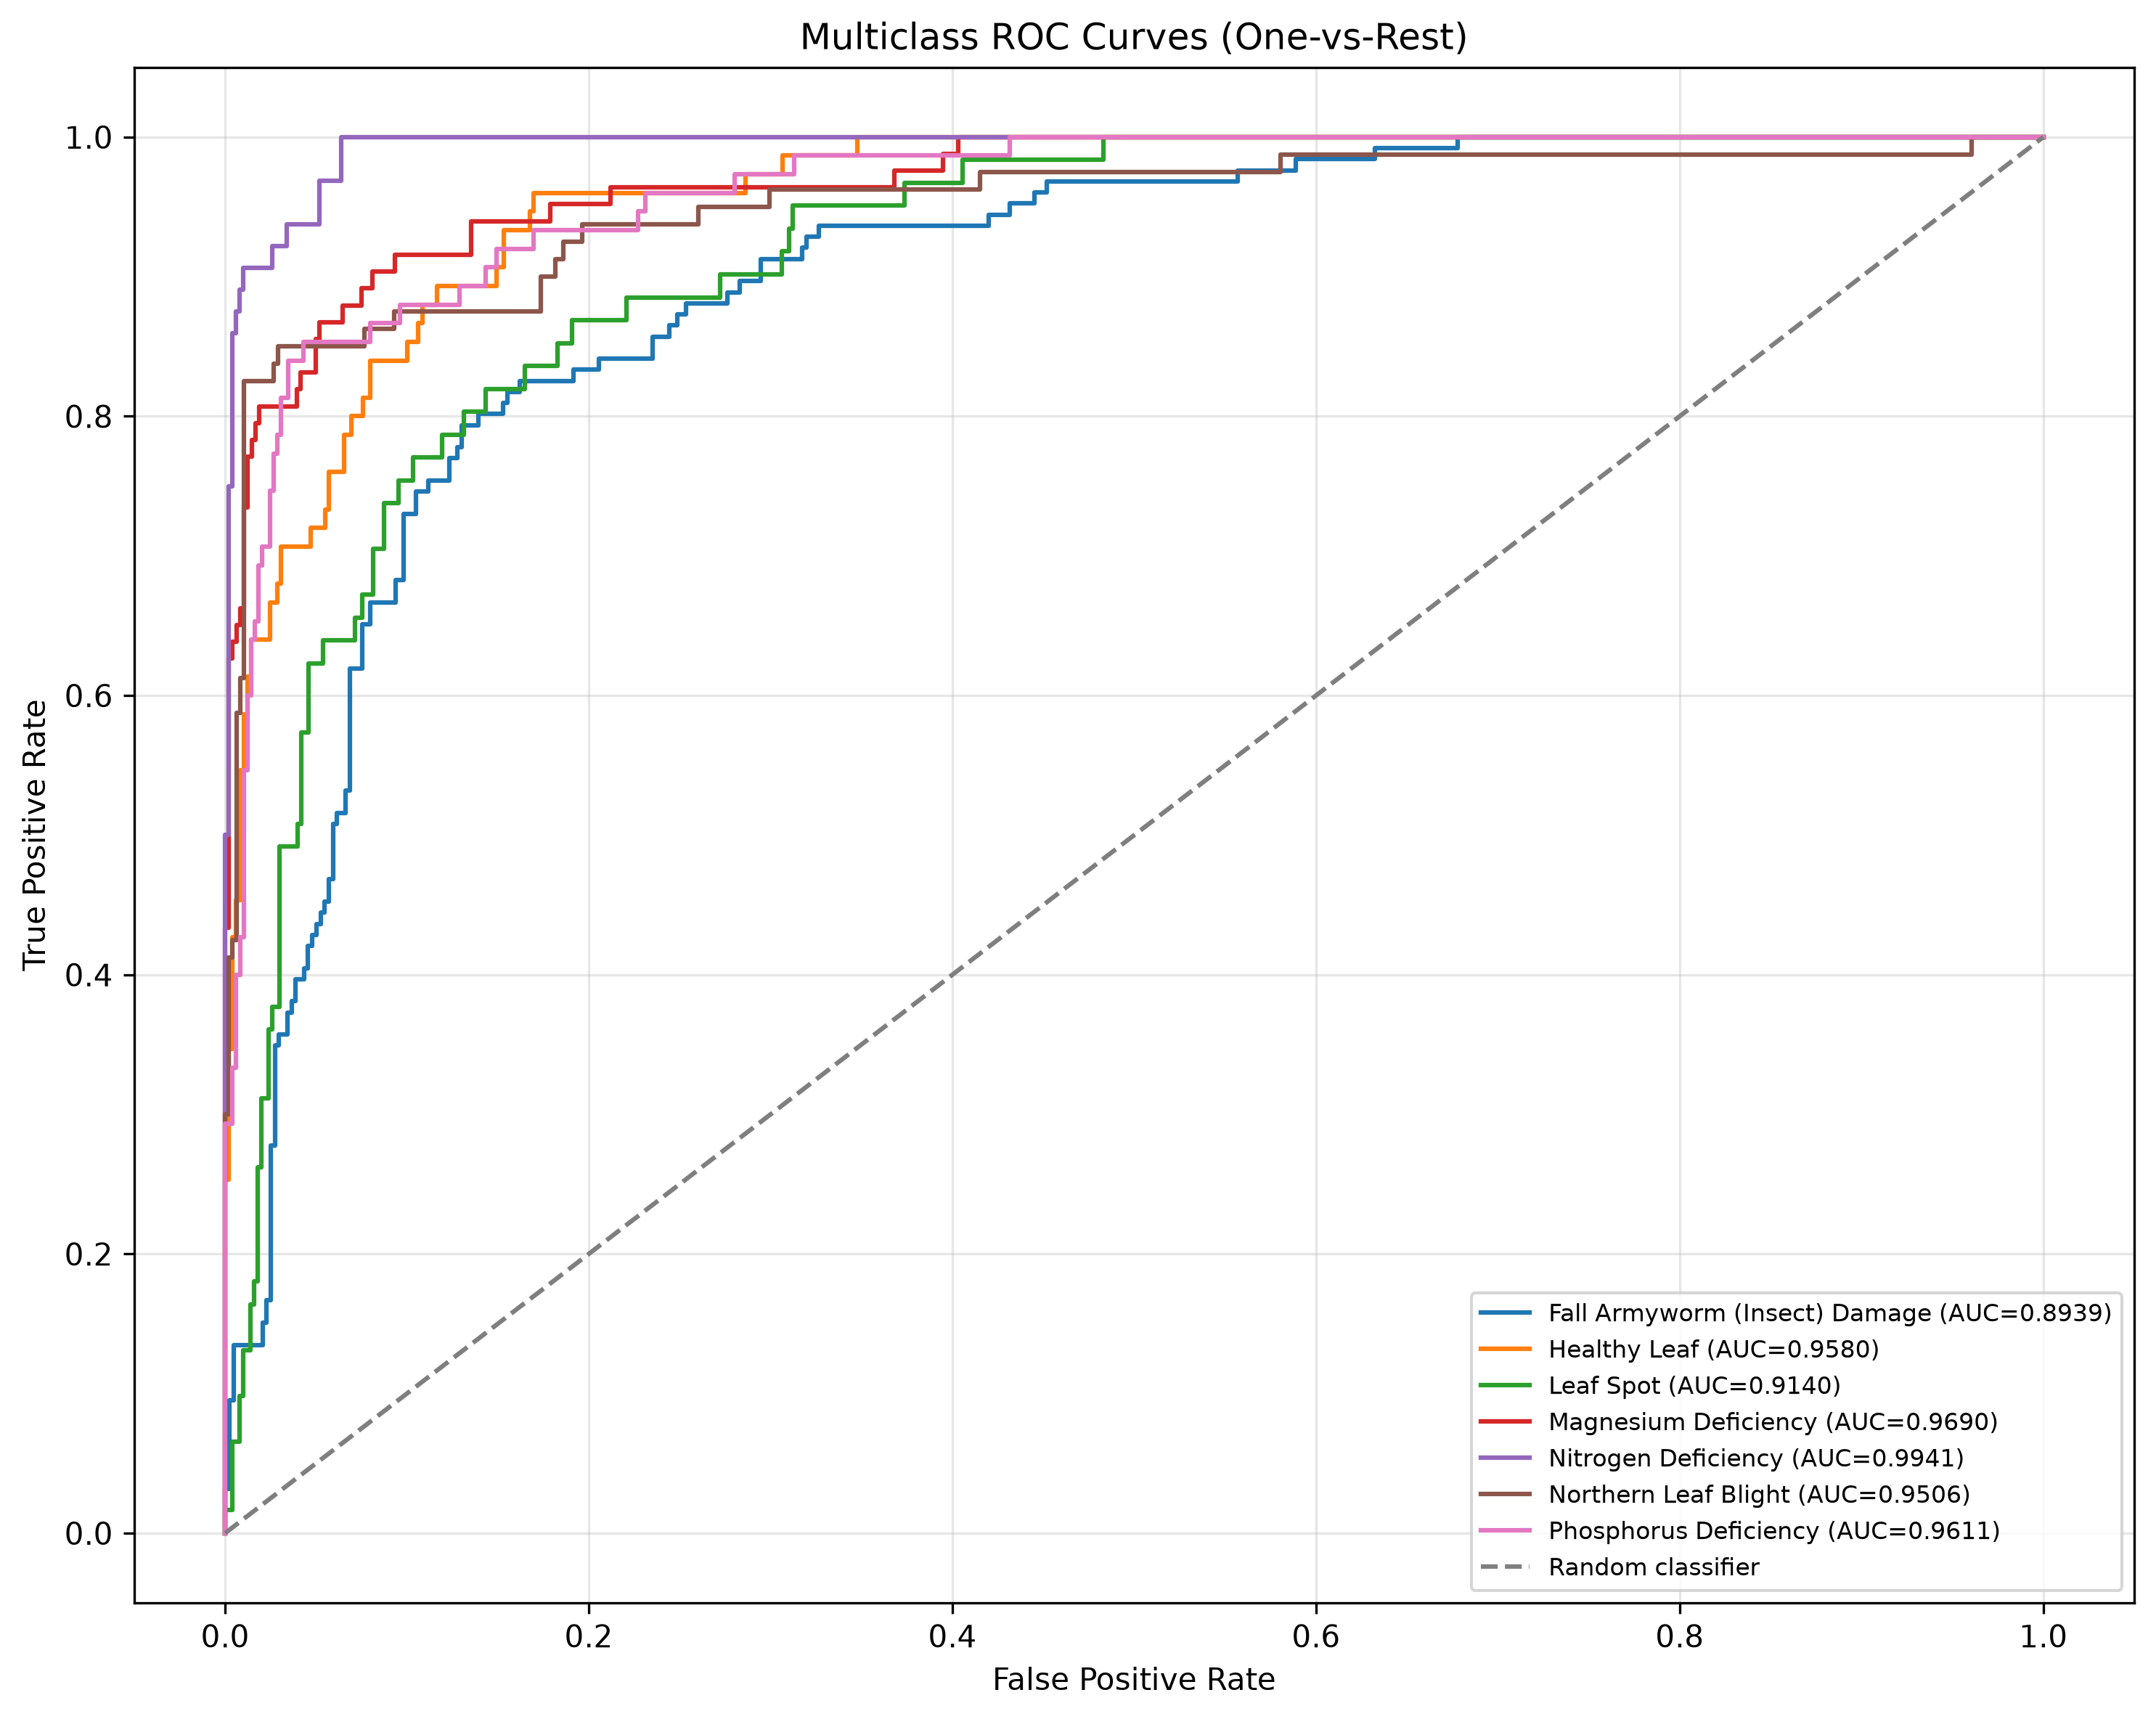 Multiclass ROC Curves (One-vs-Rest)
True Positive Rate
1.0
0.8
0.6
0.4
0.2
0.0
0.0 0.2 0.4 0.6 0.8 1.0
False Positive Rate
Fall Armyworm (Insect) Damage (AUC=0.8939)
Healthy Leaf (AUC=0.9580)
Leaf Spot (AUC=0.9140)
Magnesium Deficiency (AUC=0.9690)
Nitrogen Deficiency (AUC=0.9941)
Northern Leaf Blight (AUC=0.9506)
Phosphorus Deficiency (AUC=0.9611)
Random classifier